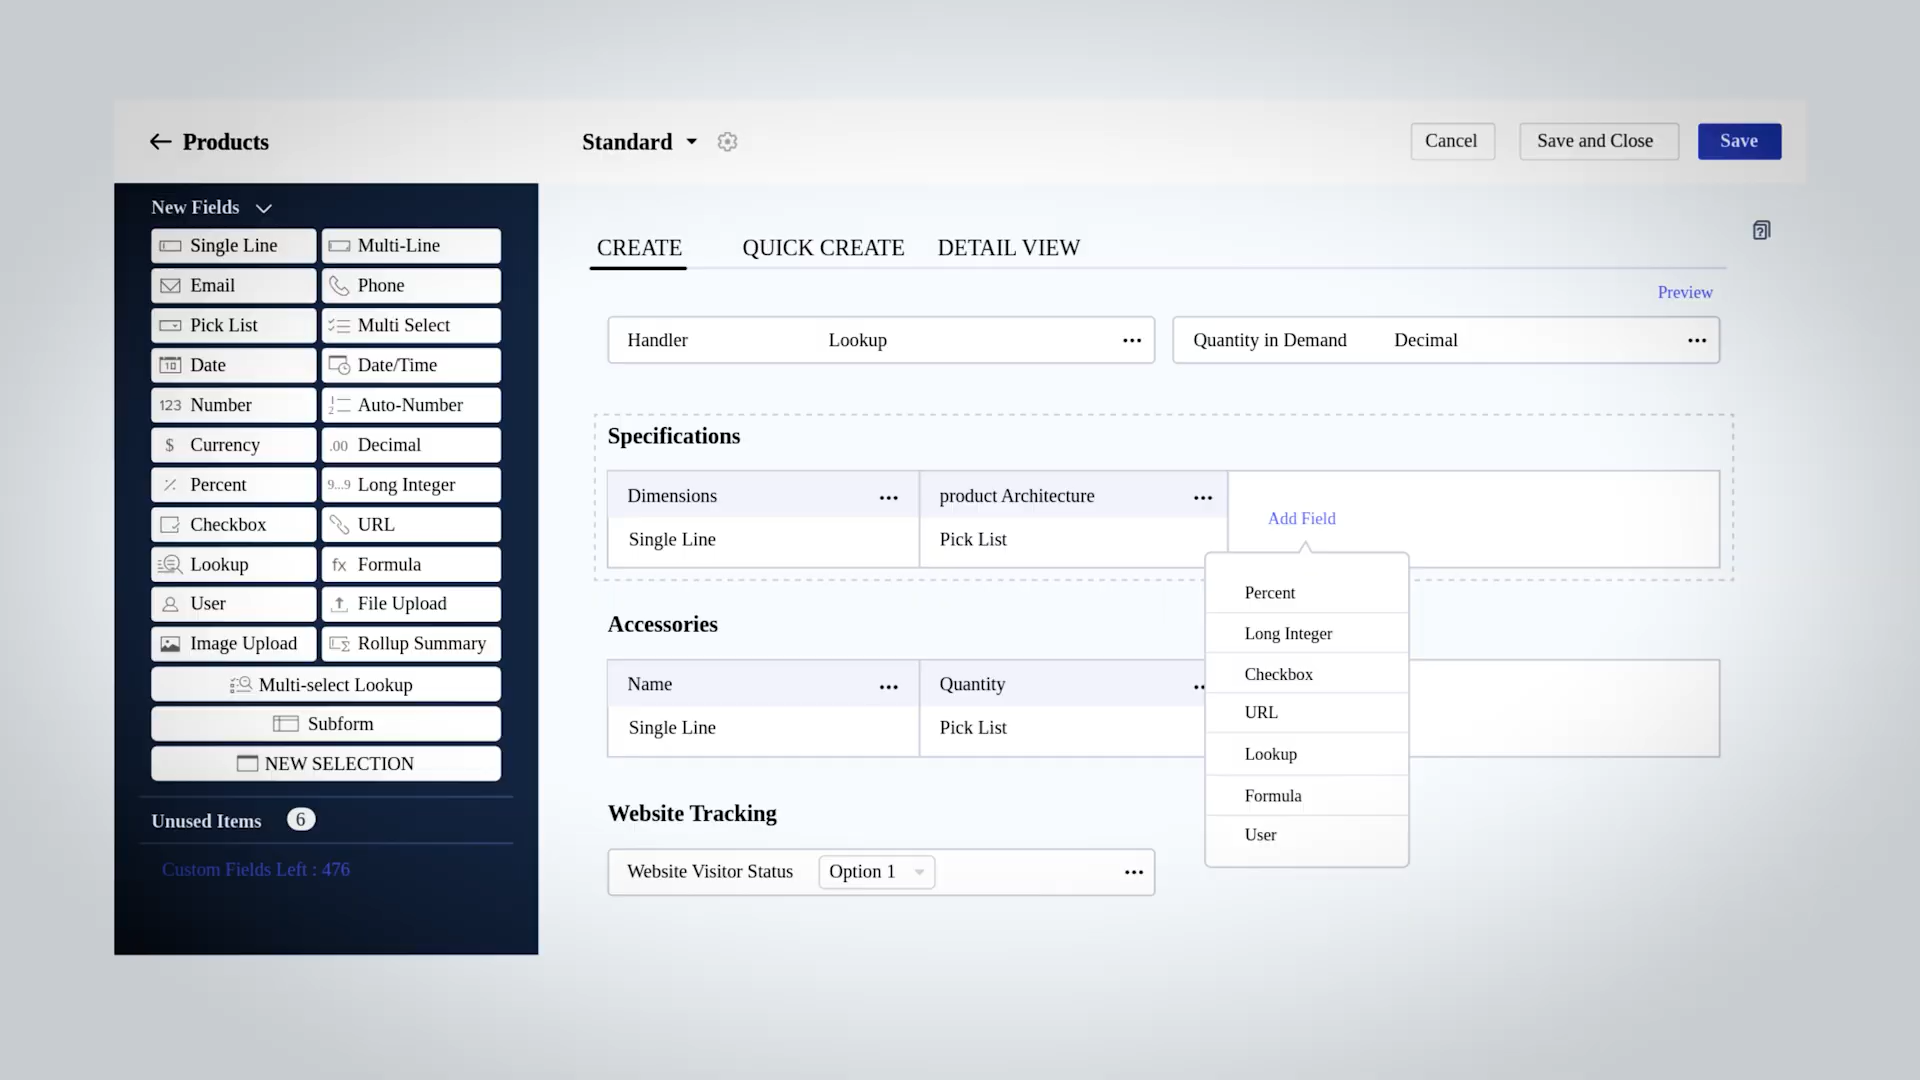 Products
Standard
Cancel
Save and Close
Save
New Fields
Single Line
Multi-Line
Email
Phone
Pick List
Multi Select
Date
Date/Time
123 Number
Auto-Number
$ Currency
.00 Decimal
Percent
9...9 Long Integer
Checkbox
URL
Lookup
fx Formula
User
File Upload
Image Upload
Rollup Summary
Multi-select Lookup
Subform
NEW SELECTION
Unused Items 6
Custom Fields Left : 476
CREATE
QUICK CREATE
DETAIL VIEW
Preview
Handler Lookup
Quantity in Demand Decimal
Specifications
Dimensions
product Architecture
Single Line
Pick List
Add Field
Percent
Long Integer
Checkbox
URL
Lookup
Formula
User
Accessories
Name
Quantity
Single Line
Pick List
Website Tracking
Website Visitor Status Option 1